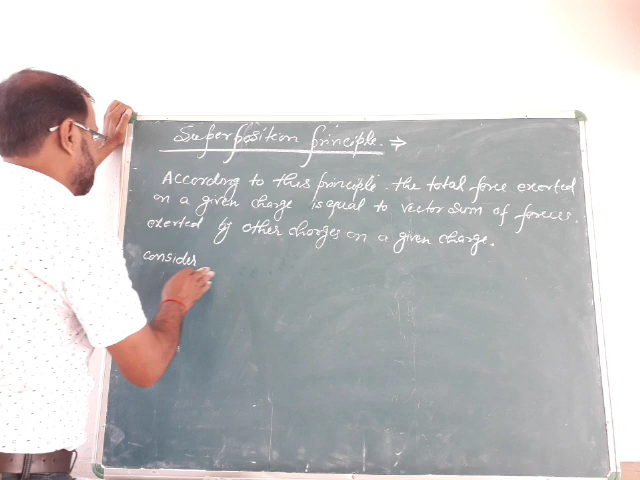 Superposition principle. ⇒
According to this principle. the total force exerted
on a given charge is equal to vector sum of forces.
exerted by other charges on a given charge.
consider